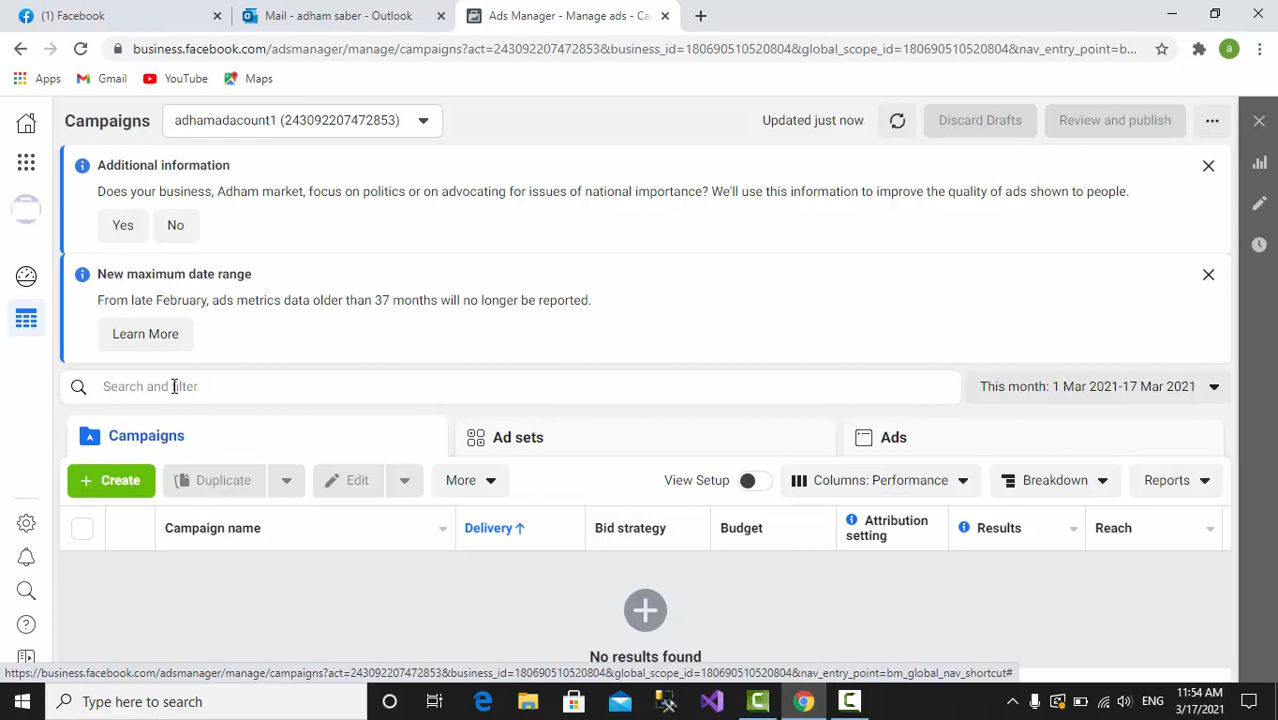 (1) Facebook
Mail - adham saber - Outlook
Ads Manager - Manage ads - Ca
business.facebook.com/adsmanager/manage/campaigns?act=243092207472853&business_id=180690510520804&global_scope_id=180690510520804&nav_entry_point=b...
a
Apps
Gmail
YouTube
Maps
Campaigns
adhamadacount1 (243092207472853)
Updated just now
Discard Drafts
Review and publish
Additional information
Does your business, Adham market, focus on politics or on advocating for issues of national importance? We'll use this information to improve the quality of ads shown to people.
Yes
No
New maximum date range
From late February, ads metrics data older than 37 months will no longer be reported.
Learn More
Search and filter
This month: 1 Mar 2021-17 Mar 2021
Campaigns
Ad sets
Ads
+ Create
Duplicate
Edit
More
View Setup
Columns: Performance
Breakdown
Reports
Campaign name
Delivery ↑
Bid strategy
Budget
Attribution setting
Results
Reach
No results found
https://business.facebook.com/adsmanager/manage/campaigns?act=243092207472853&business_id=180690510520804&global_scope_id=180690510520804&nav_entry_point=bm_global_nav_shortcut#
Type here to search
ENG
11:54 AM
3/17/2021